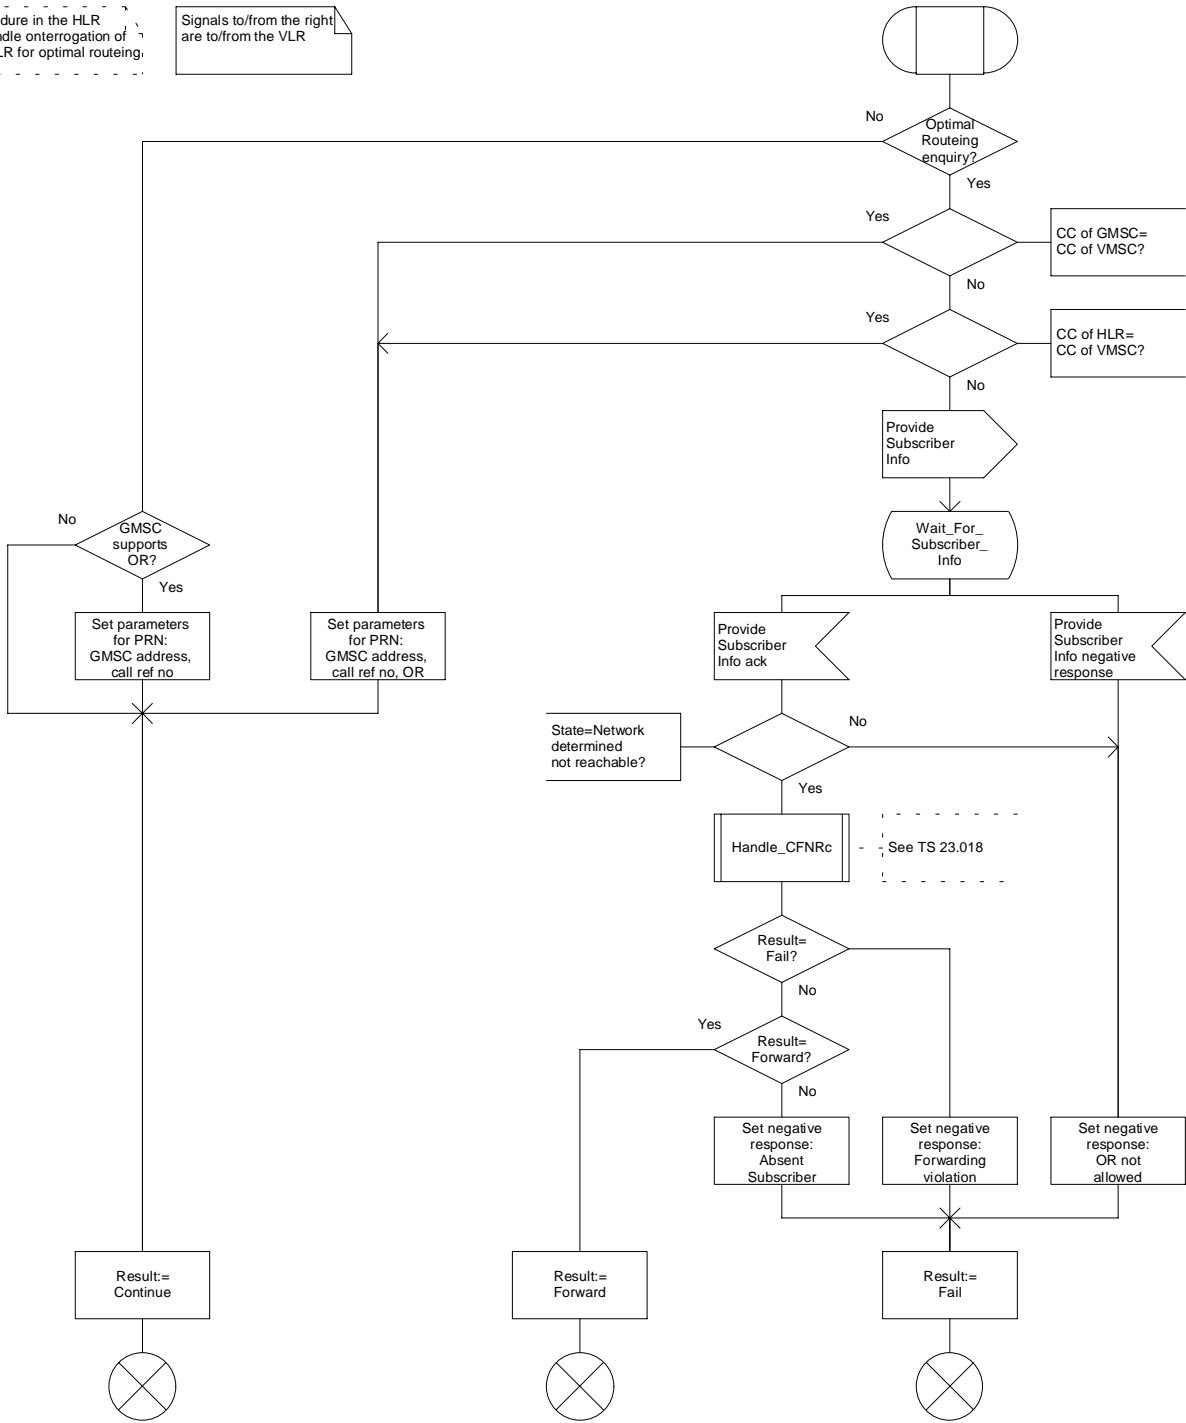 dure in the HLR
ndle onterrogation of
LR for optimal routeing
Signals to/from the right
are to/from the VLR
No
Optimal
Routeing
enquiry?
Yes
Yes
CC of GMSC=
CC of VMSC?
No
Yes
CC of HLR=
CC of VMSC?
No
Provide
Subscriber
Info
No
GMSC
supports
OR?
Yes
Wait_For_
Subscriber_
Info
Set parameters
for PRN:
GMSC address,
call ref no
Set parameters
for PRN:
GMSC address,
call ref no, OR
Provide
Subscriber
Info ack
Provide
Subscriber
Info negative
response
State=Network
determined
not reachable?
No
Yes
Handle_CFNRc
See TS 23.018
Result=
Fail?
No
Yes
Result=
Forward?
No
Set negative
response:
Absent
Subscriber
Set negative
response:
Forwarding
violation
Set negative
response:
OR not
allowed
Result:=
Continue
Result:=
Forward
Result:=
Fail